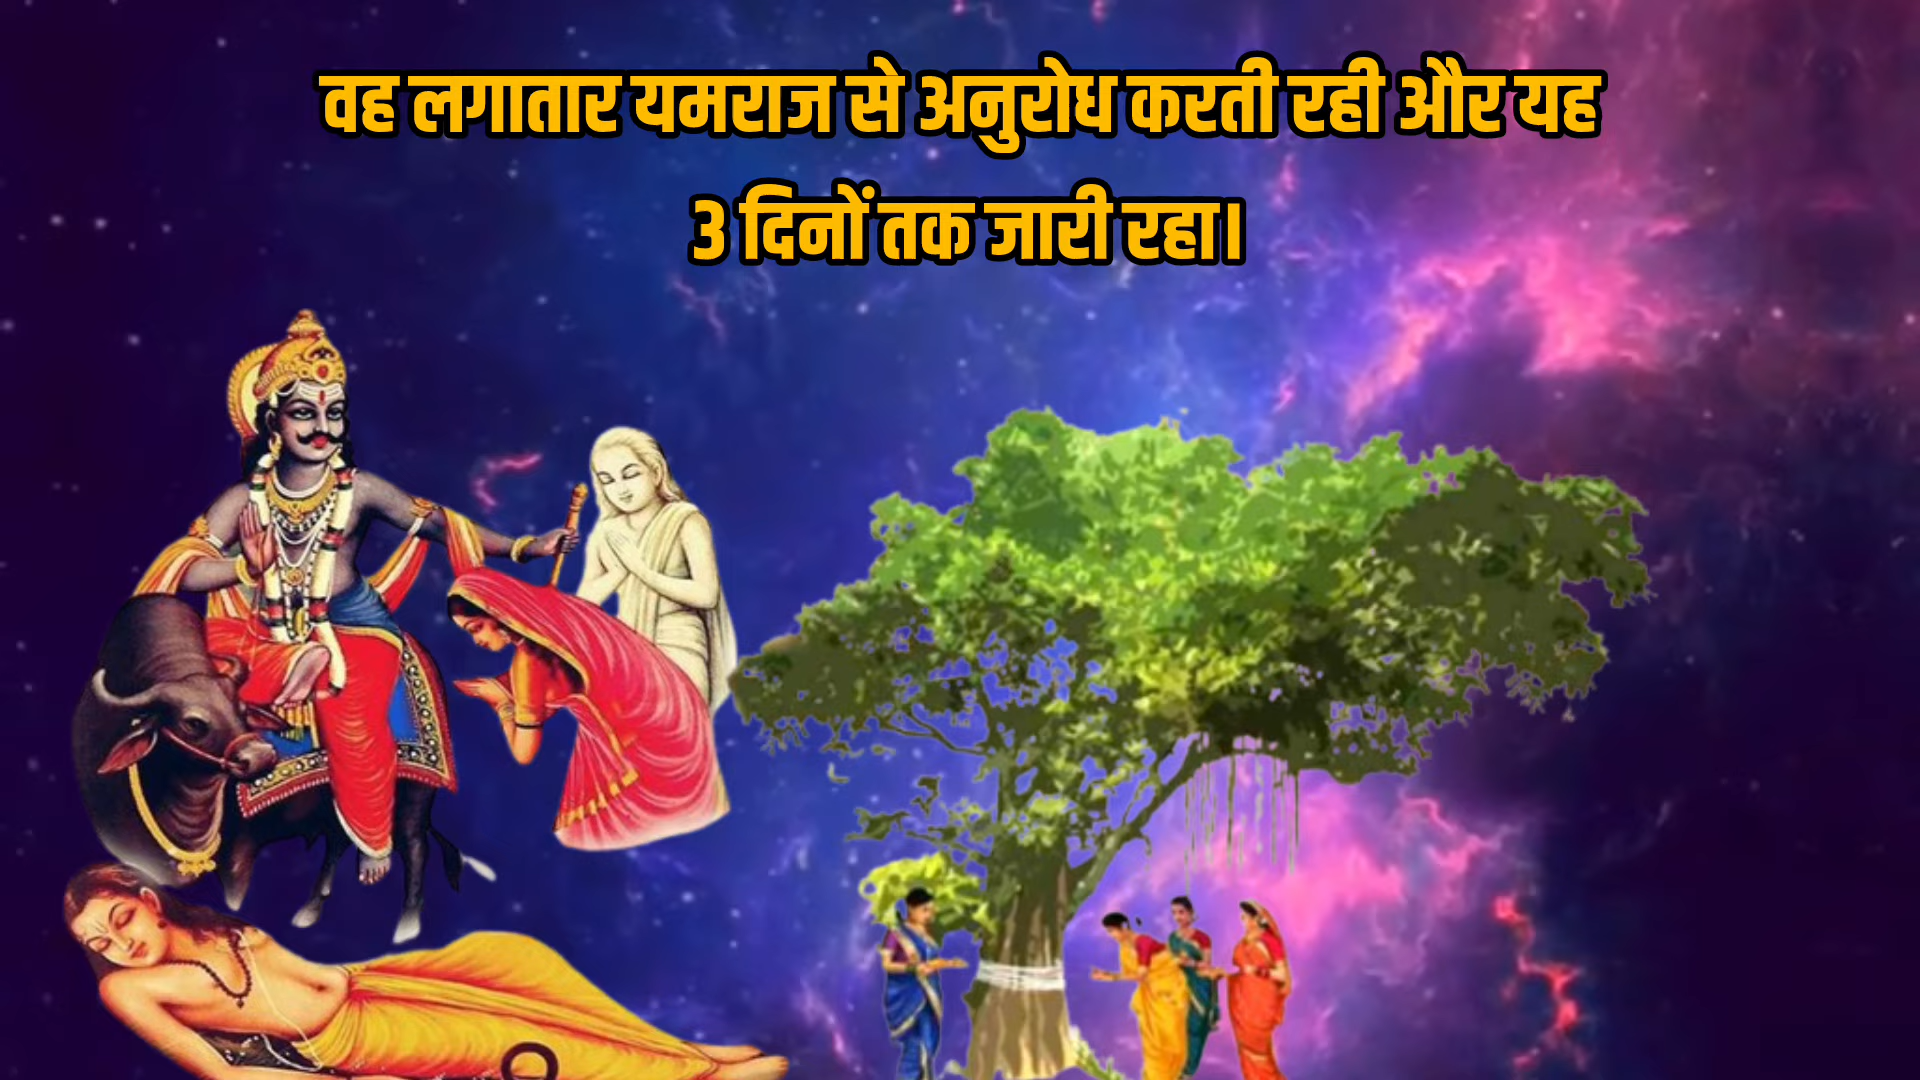 वह लगातार यमराज से अनुरोध करती रही और यह
3 दिनों तक जारी रहा।